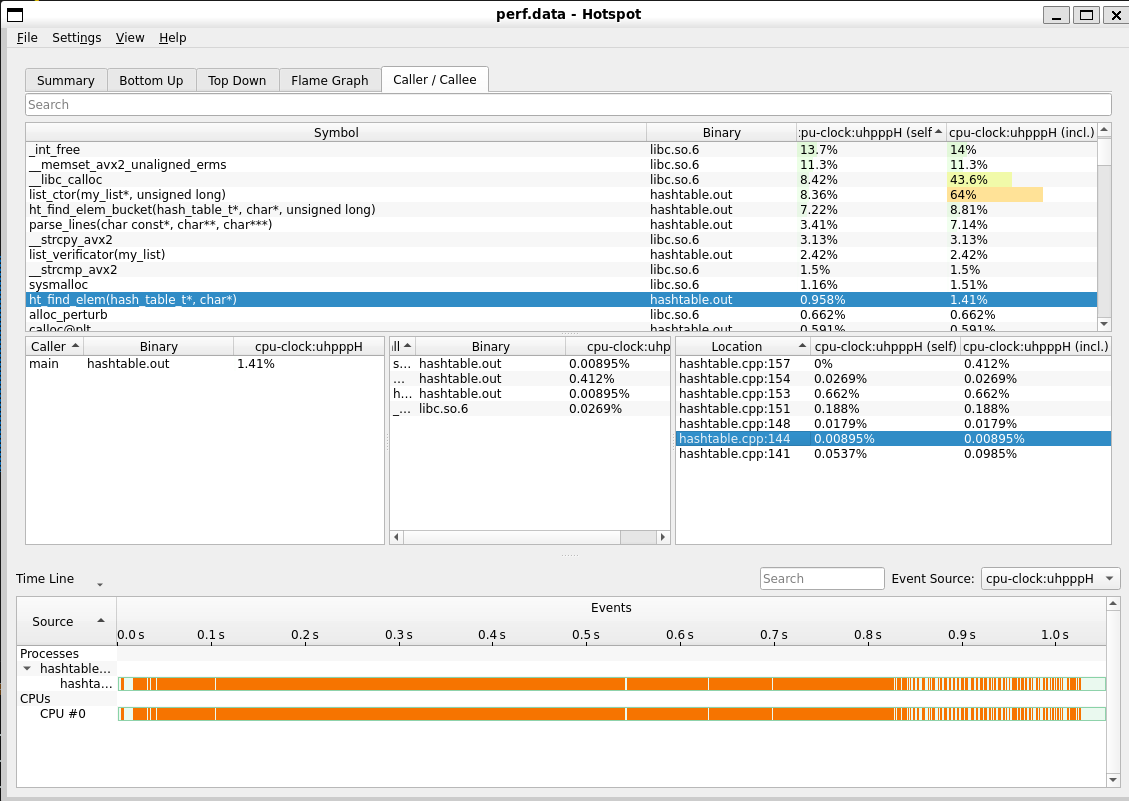 perf.data - Hotspot
File Settings View Help
Summary Bottom Up Top Down Flame Graph Caller / Callee
Search
Symbol Binary :pu-clock:uhpppH (self cpu-clock:uhpppH (incl.)
_int_free libc.so.6 13.7% 14%
__memset_avx2_unaligned_erms libc.so.6 11.3% 11.3%
__libc_calloc libc.so.6 8.42% 43.6%
list_ctor(my_list*, unsigned long) hashtable.out 8.36% 64%
ht_find_elem_bucket(hash_table_t*, char*, unsigned long) hashtable.out 7.22% 8.81%
parse_lines(char const*, char**, char***) hashtable.out 3.41% 7.14%
__strcpy_avx2 libc.so.6 3.13% 3.13%
list_verificator(my_list) hashtable.out 2.42% 2.42%
__strcmp_avx2 libc.so.6 1.5% 1.5%
sysmalloc libc.so.6 1.16% 1.51%
ht_find_elem(hash_table_t*, char*) hashtable.out 0.958% 1.41%
alloc_perturb libc.so.6 0.662% 0.662%
calloc@plt hashtable.out 0.591% 0.591%
Caller Binary cpu-clock:uhpppH
main hashtable.out 1.41%
ill Binary cpu-clock:uhp
s... hashtable.out 0.00895%
... hashtable.out 0.412%
h... hashtable.out 0.00895%
_... libc.so.6 0.0269%
Location cpu-clock:uhpppH (self) cpu-clock:uhpppH (incl.)
hashtable.cpp:157 0% 0.412%
hashtable.cpp:154 0.0269% 0.0269%
hashtable.cpp:153 0.662% 0.662%
hashtable.cpp:151 0.188% 0.188%
hashtable.cpp:148 0.0179% 0.0179%
hashtable.cpp:144 0.00895% 0.00895%
hashtable.cpp:141 0.0537% 0.0985%
Time Line Search Event Source: cpu-clock:uhpppH
Source Events
0.0 s 0.1 s 0.2 s 0.3 s 0.4 s 0.5 s 0.6 s 0.7 s 0.8 s 0.9 s 1.0 s
Processes
hashtable...
hashta...
CPUs
CPU #0